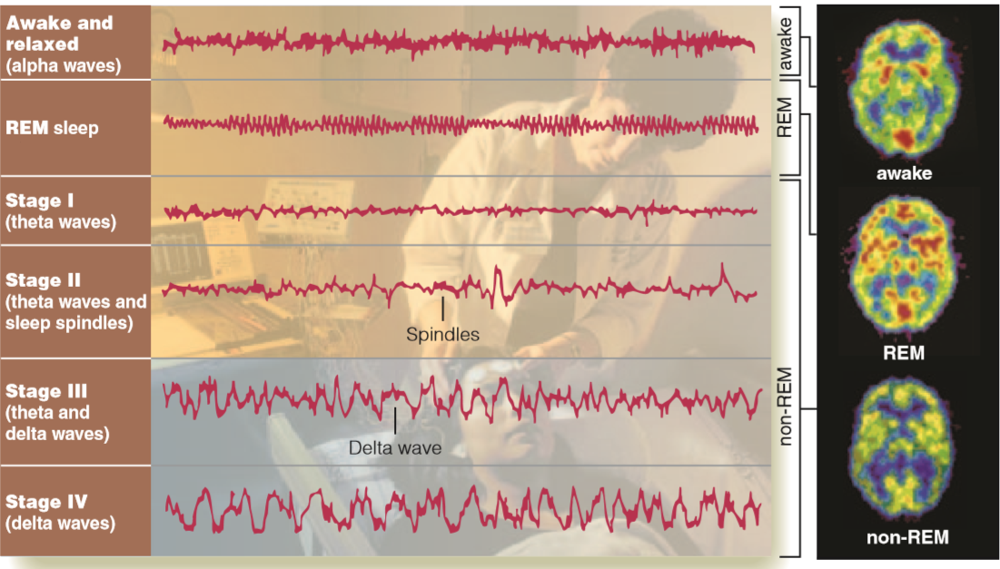 Awake and
relaxed
(alpha waves)
REM sleep
Stage I
(theta waves)
Stage II
(theta waves and
sleep spindles)
Spindles
Stage III
(theta and
delta waves)
Delta wave
Stage IV
(delta waves)
awake
REM
non-REM
awake
REM
non-REM